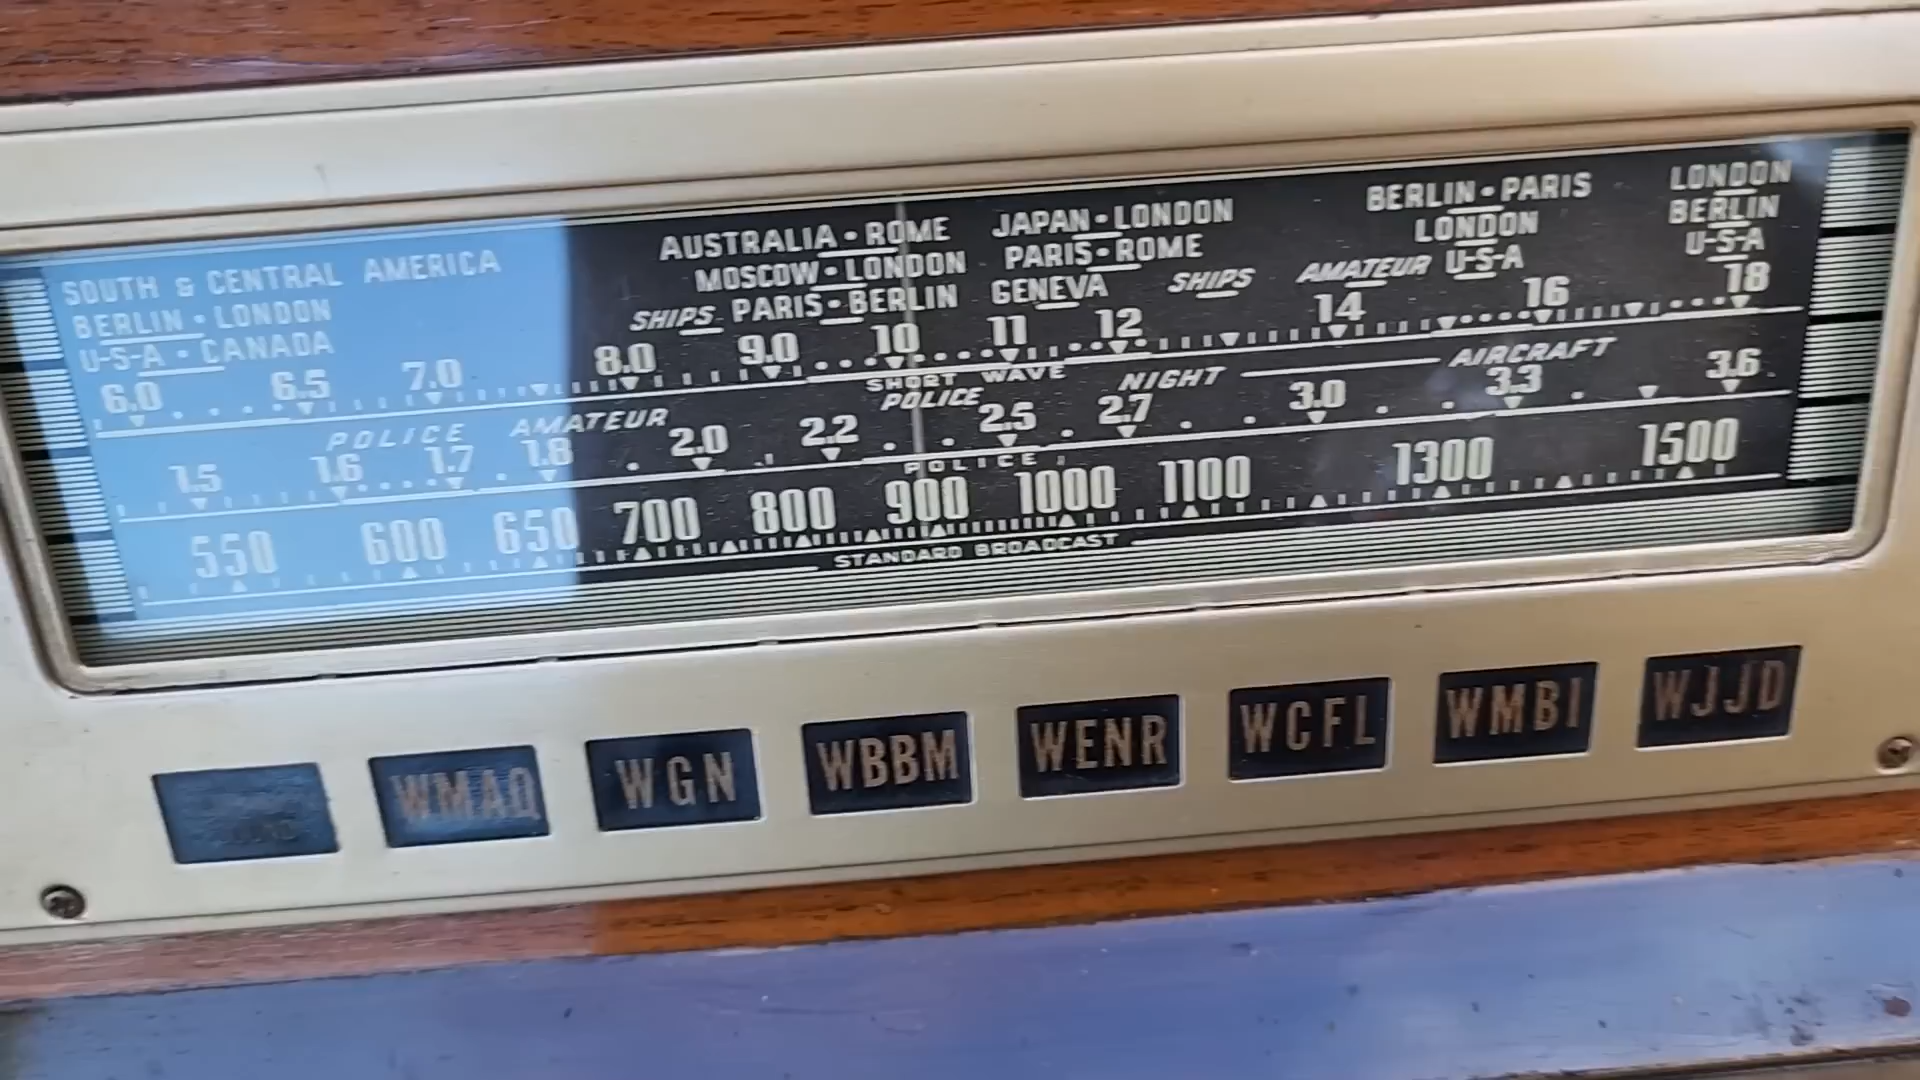 SOUTH & CENTRAL AMERICA
BERLIN • LONDON
U-S-A • CANADA
AUSTRALIA • ROME
MOSCOW • LONDON
SHIPS PARIS • BERLIN
JAPAN • LONDON
PARIS • ROME
GENEVA
SHIPS
AMATEUR
BERLIN • PARIS
LONDON
U-S-A
LONDON
BERLIN
U-S-A
6.0 6.5 7.0 8.0 9.0 10 11 12 14 16 18
SHORT WAVE
POLICE AMATEUR POLICE NIGHT AIRCRAFT
1.5 1.6 1.7 1.8 2.0 2.2 2.5 2.7 3.0 3.3 3.6
POLICE
550 600 650 700 800 900 1000 1100 1300 1500
STANDARD BROADCAST
WMAQ WGN WBBM WENR WCFL WMBI WJJD